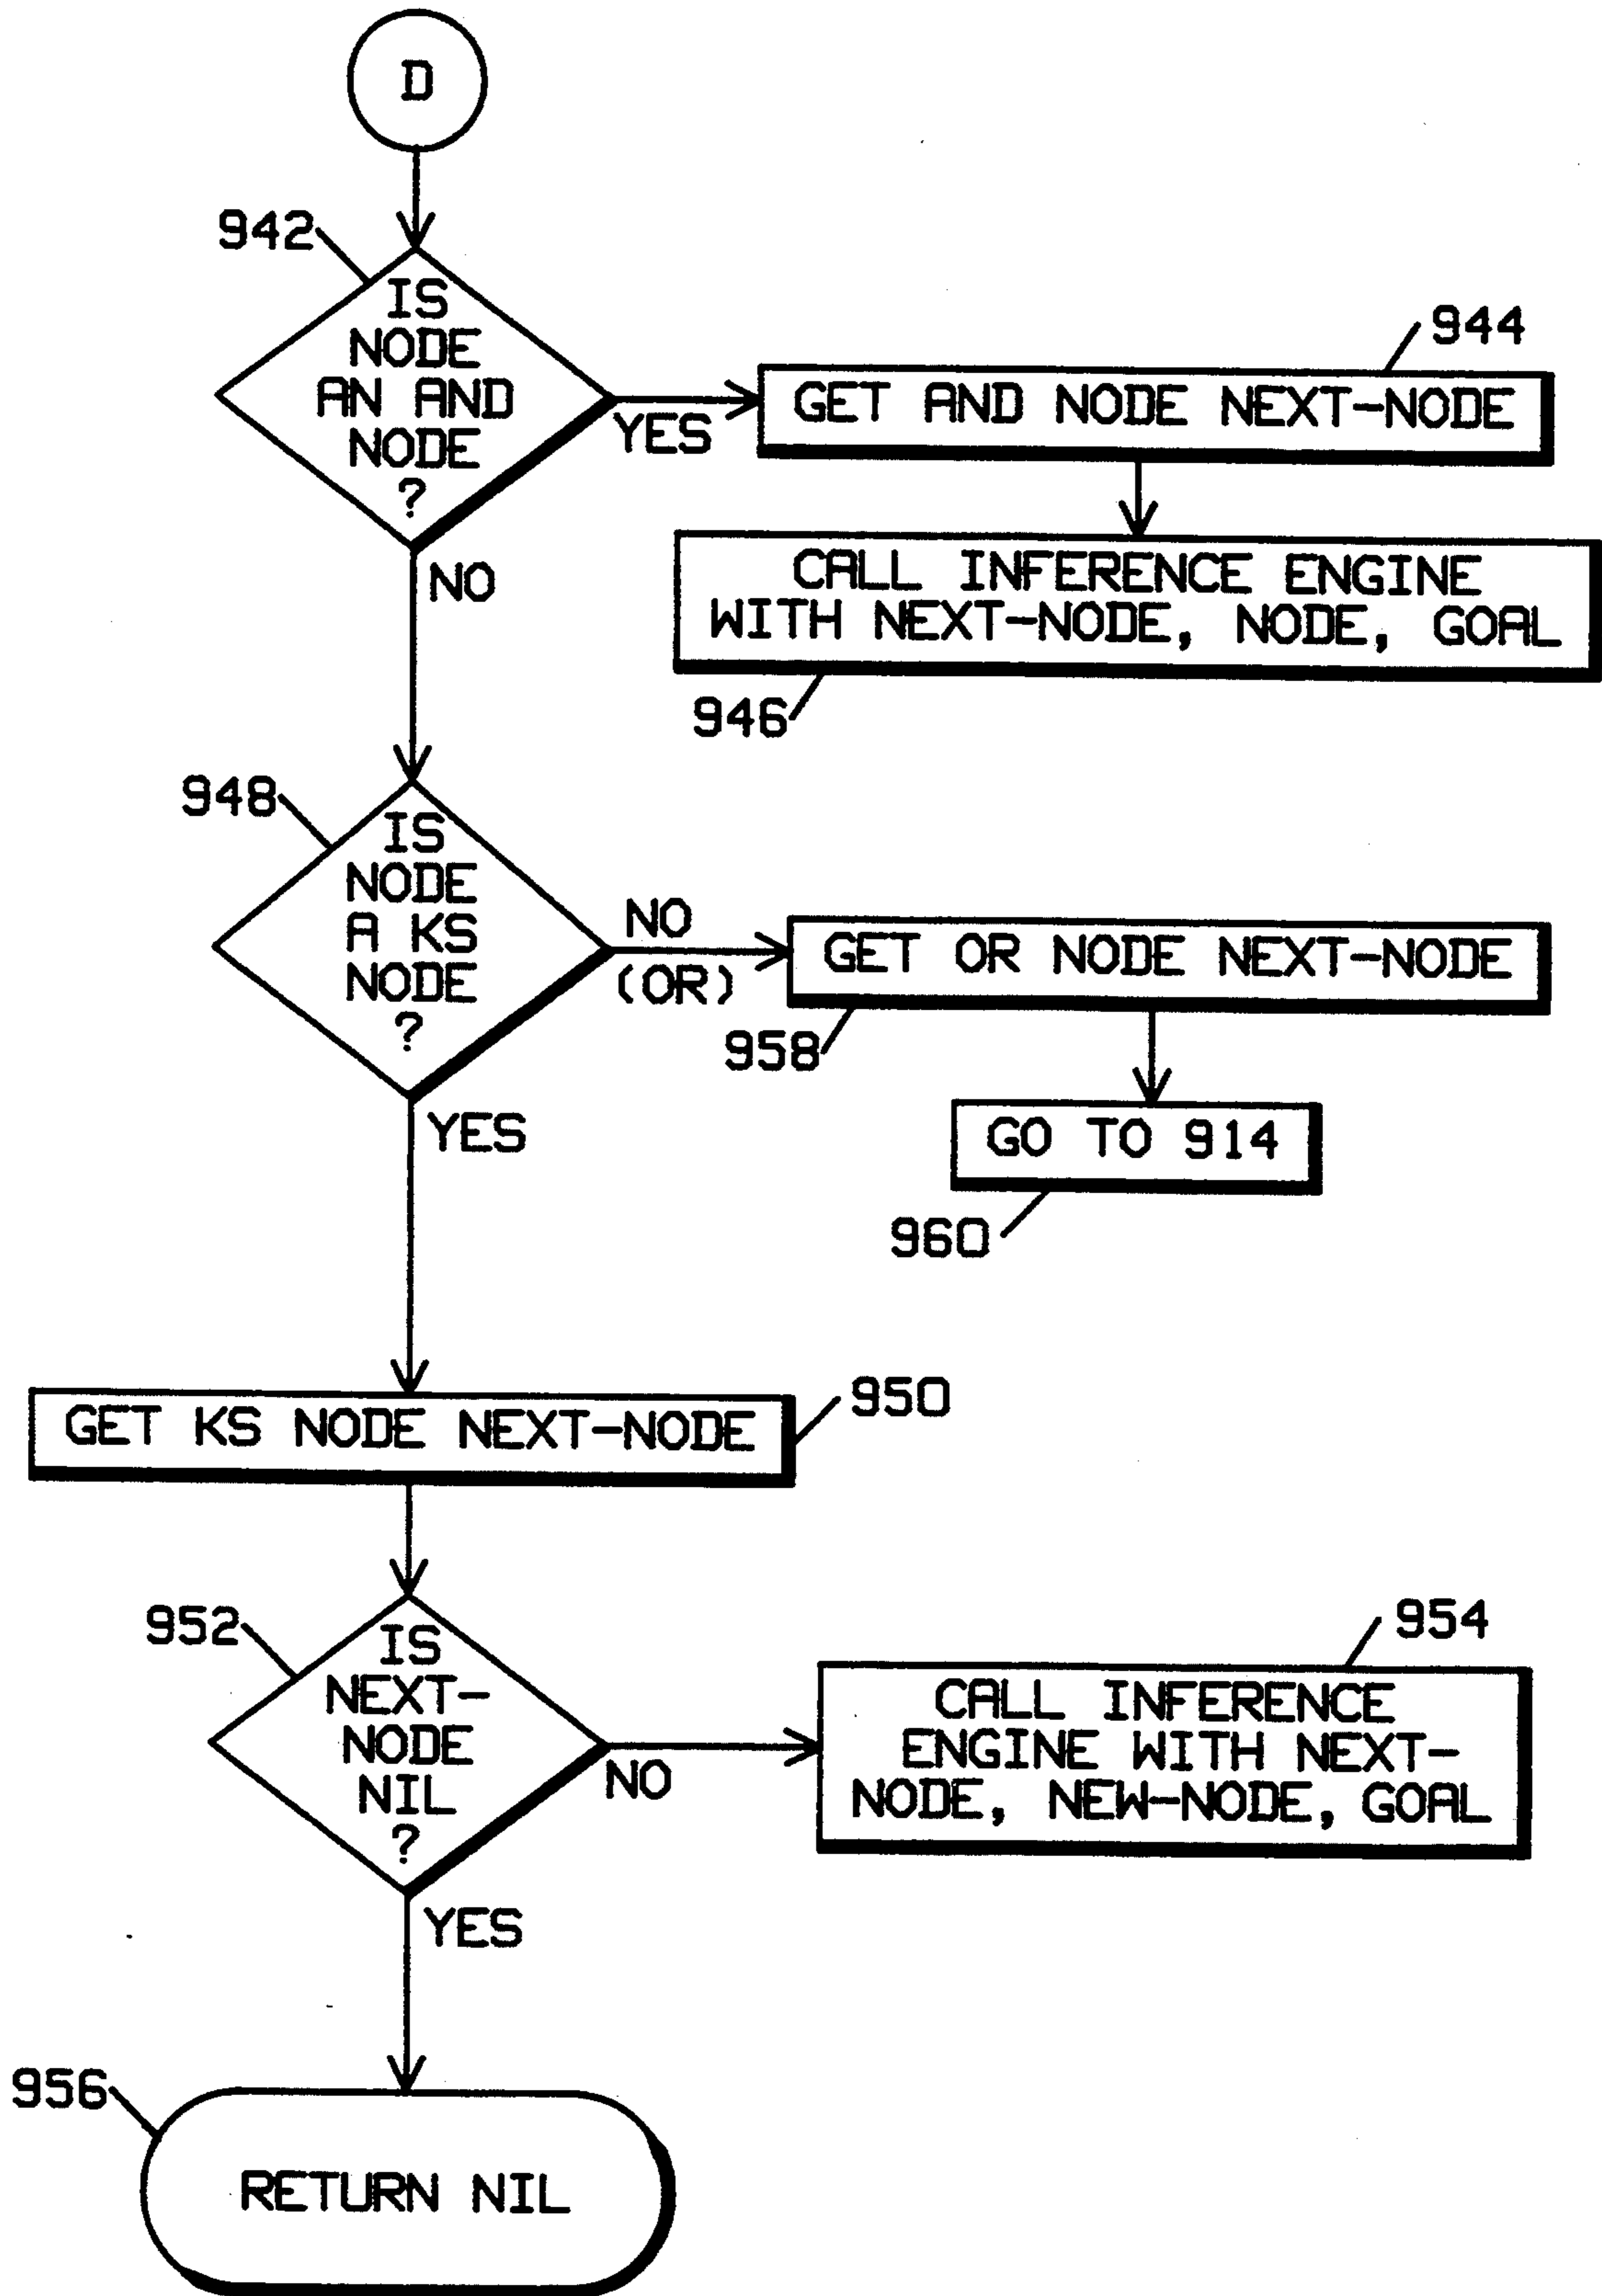 D
942
IS
NODE
AN AND
NODE
?
YES
944
GET AND NODE NEXT-NODE
NO
CALL INFERENCE ENGINE
WITH NEXT-NODE, NODE, GOAL
946
948
IS
NODE
A KS
NODE
?
NO
(OR)
GET OR NODE NEXT-NODE
958
YES
GO TO 914
960
GET KS NODE NEXT-NODE
950
952
IS
NEXT-
NODE
NIL
?
NO
954
CALL INFERENCE
ENGINE WITH NEXT-
NODE, NEW-NODE, GOAL
YES
956
RETURN NIL